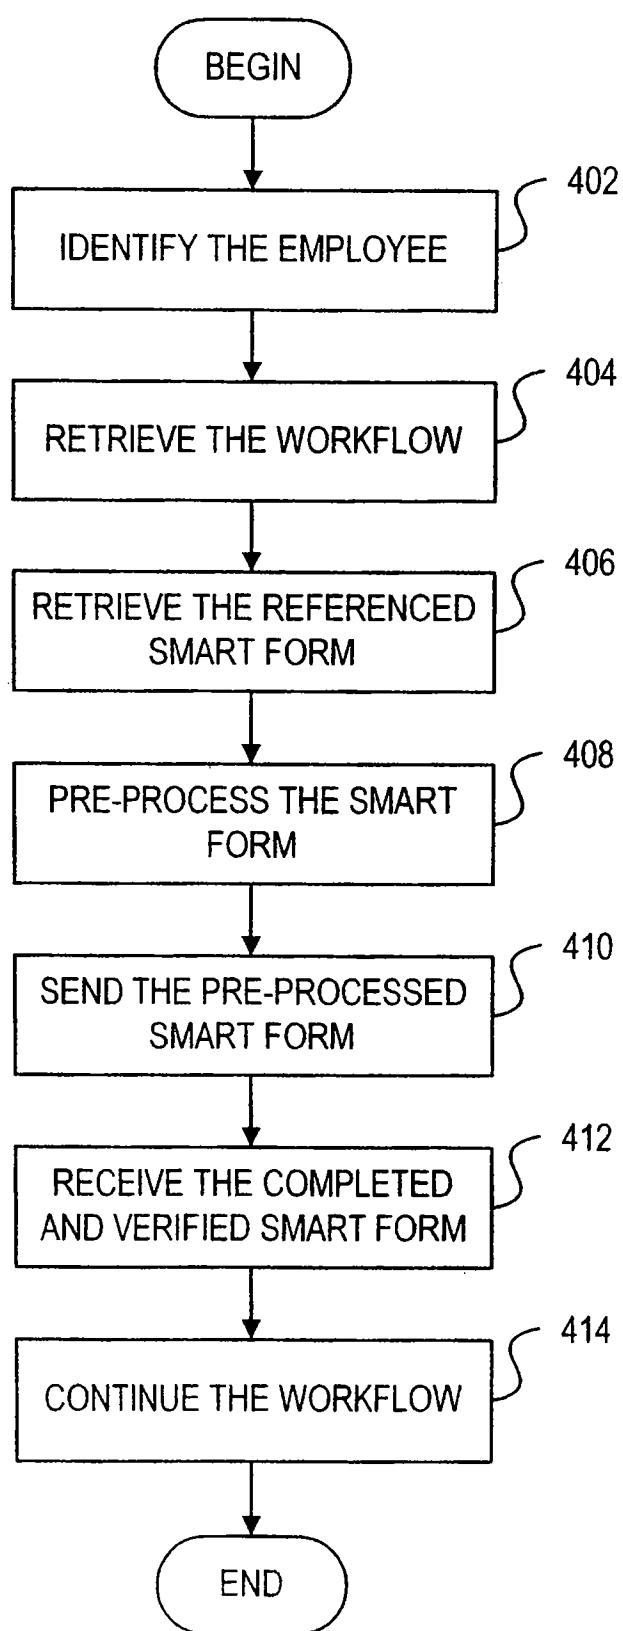 BEGIN
402
IDENTIFY THE EMPLOYEE
404
RETRIEVE THE WORKFLOW
406
RETRIEVE THE REFERENCED
SMART FORM
408
PRE-PROCESS THE SMART
FORM
410
SEND THE PRE-PROCESSED
SMART FORM
412
RECEIVE THE COMPLETED
AND VERIFIED SMART FORM
414
CONTINUE THE WORKFLOW
END